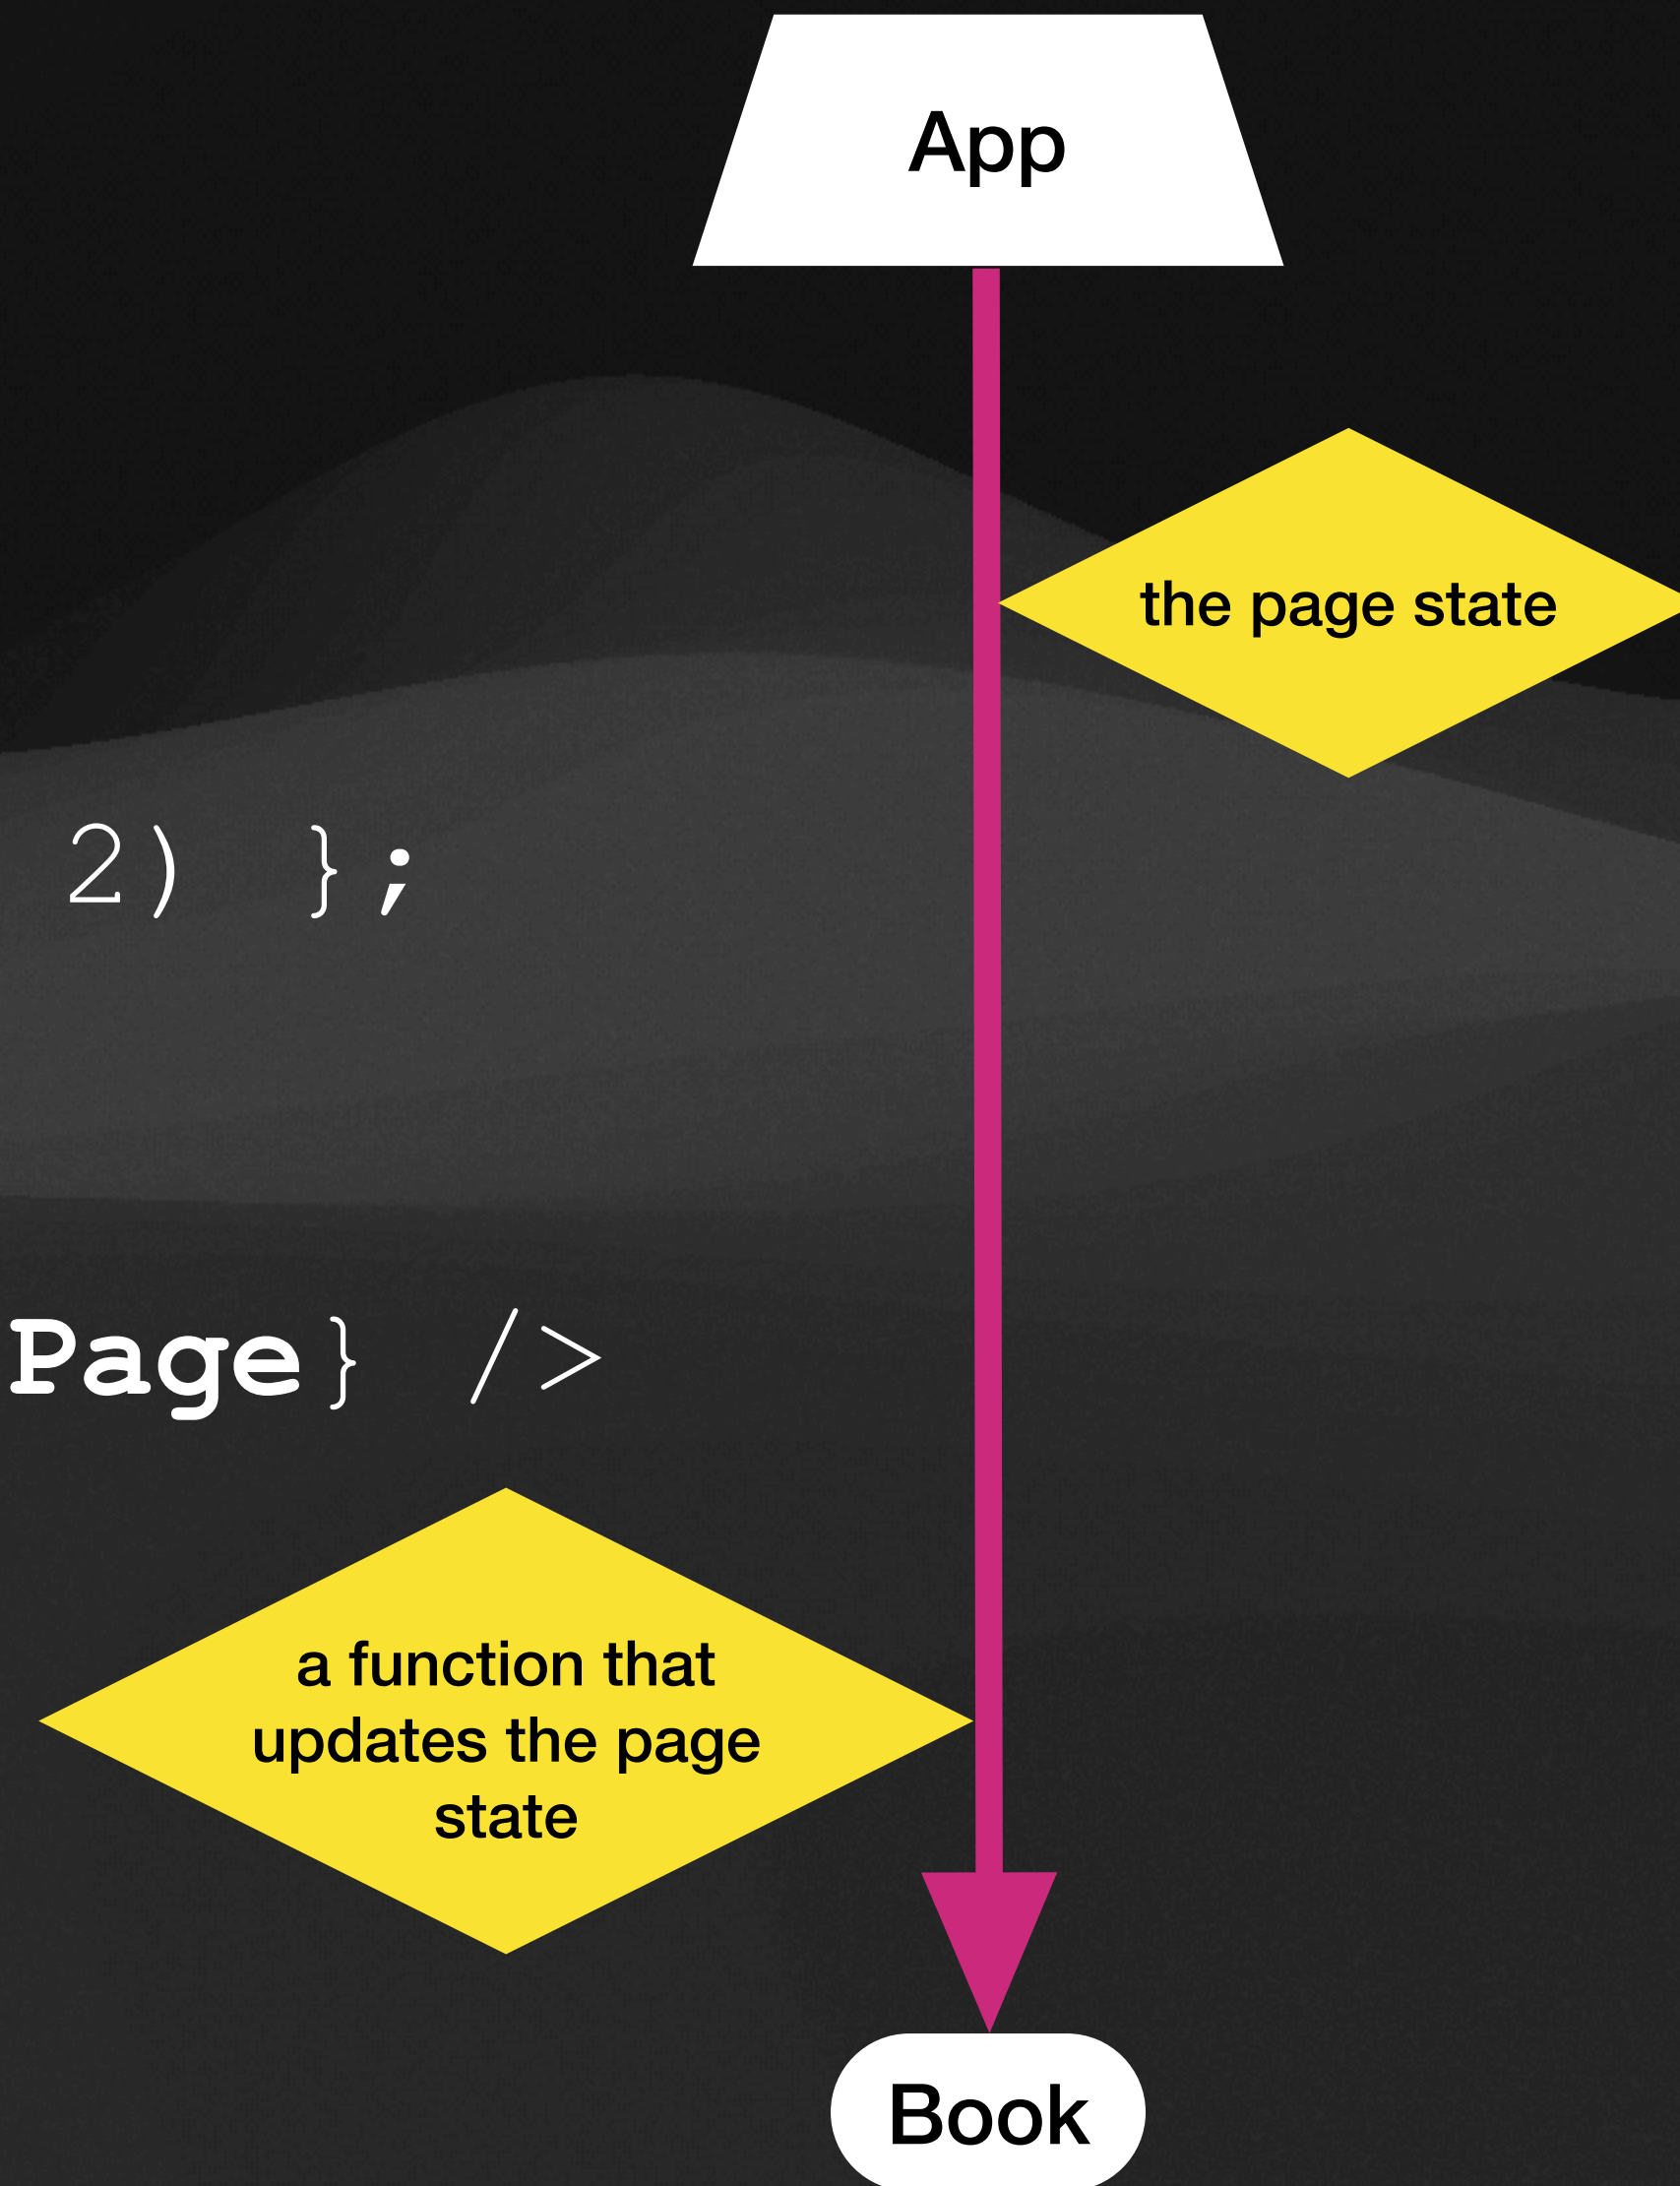 App
the page state
2) };
Page} />
a function that
updates the page
state
Book